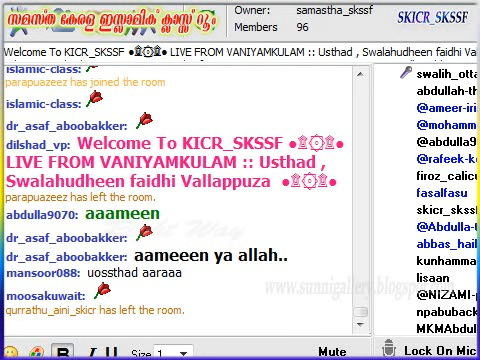 സമസ്ത കേരള ഇസ്ലാമിക് ക്ലാസ്സ് റൂം
Owner: samastha_skssf
Members 96
SKICR_SKSSF
Welcome To KICR_SKSSF ●۩۞۩● LIVE FROM VANIYAMKULAM :: Usthad , Swalahudheen faidhi Va
islamic-class:
parapuazeez has joined the room
islamic-class:
dr_asaf_aboobakker:
dilshad_vp: Welcome To KICR_SKSSF ●۩۞۩●
LIVE FROM VANIYAMKULAM :: Usthad ,
Swalahudheen faidhi Vallappuza ●۩۞۩●
parapuazeez has left the room.
abdulla9070: aaameen
dr_asaf_aboobakker:
dr_asaf_aboobakker: aameeen ya allah..
mansoor088: uossthad aaraaa
moosakuwait:
qurrathu_aini_skicr has left the room.
swalih_otta
abdullah-th
@ameer-iri
@mohamm
@abdulla0
@rafeek-k
firoz_calicu
fasalfasu
skicr_skss
@Abdulla-t
abbas_hail
kunhamma
lisaan
@NIZAMI-p
npabuback
MKMAbdul
www.sunnigallery.blogspot.com
B I U Size 1
Mute
Lock On Mic